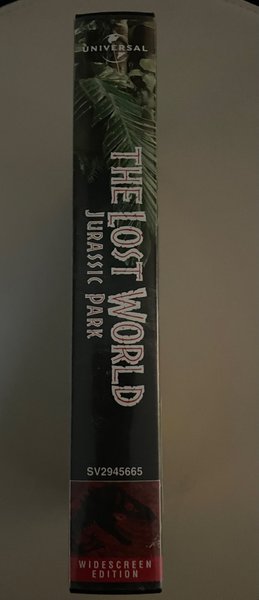 UNIVERSAL
THE LOST WORLD
JURASSIC PARK
SV2945665
WIDESCREEN
EDITION